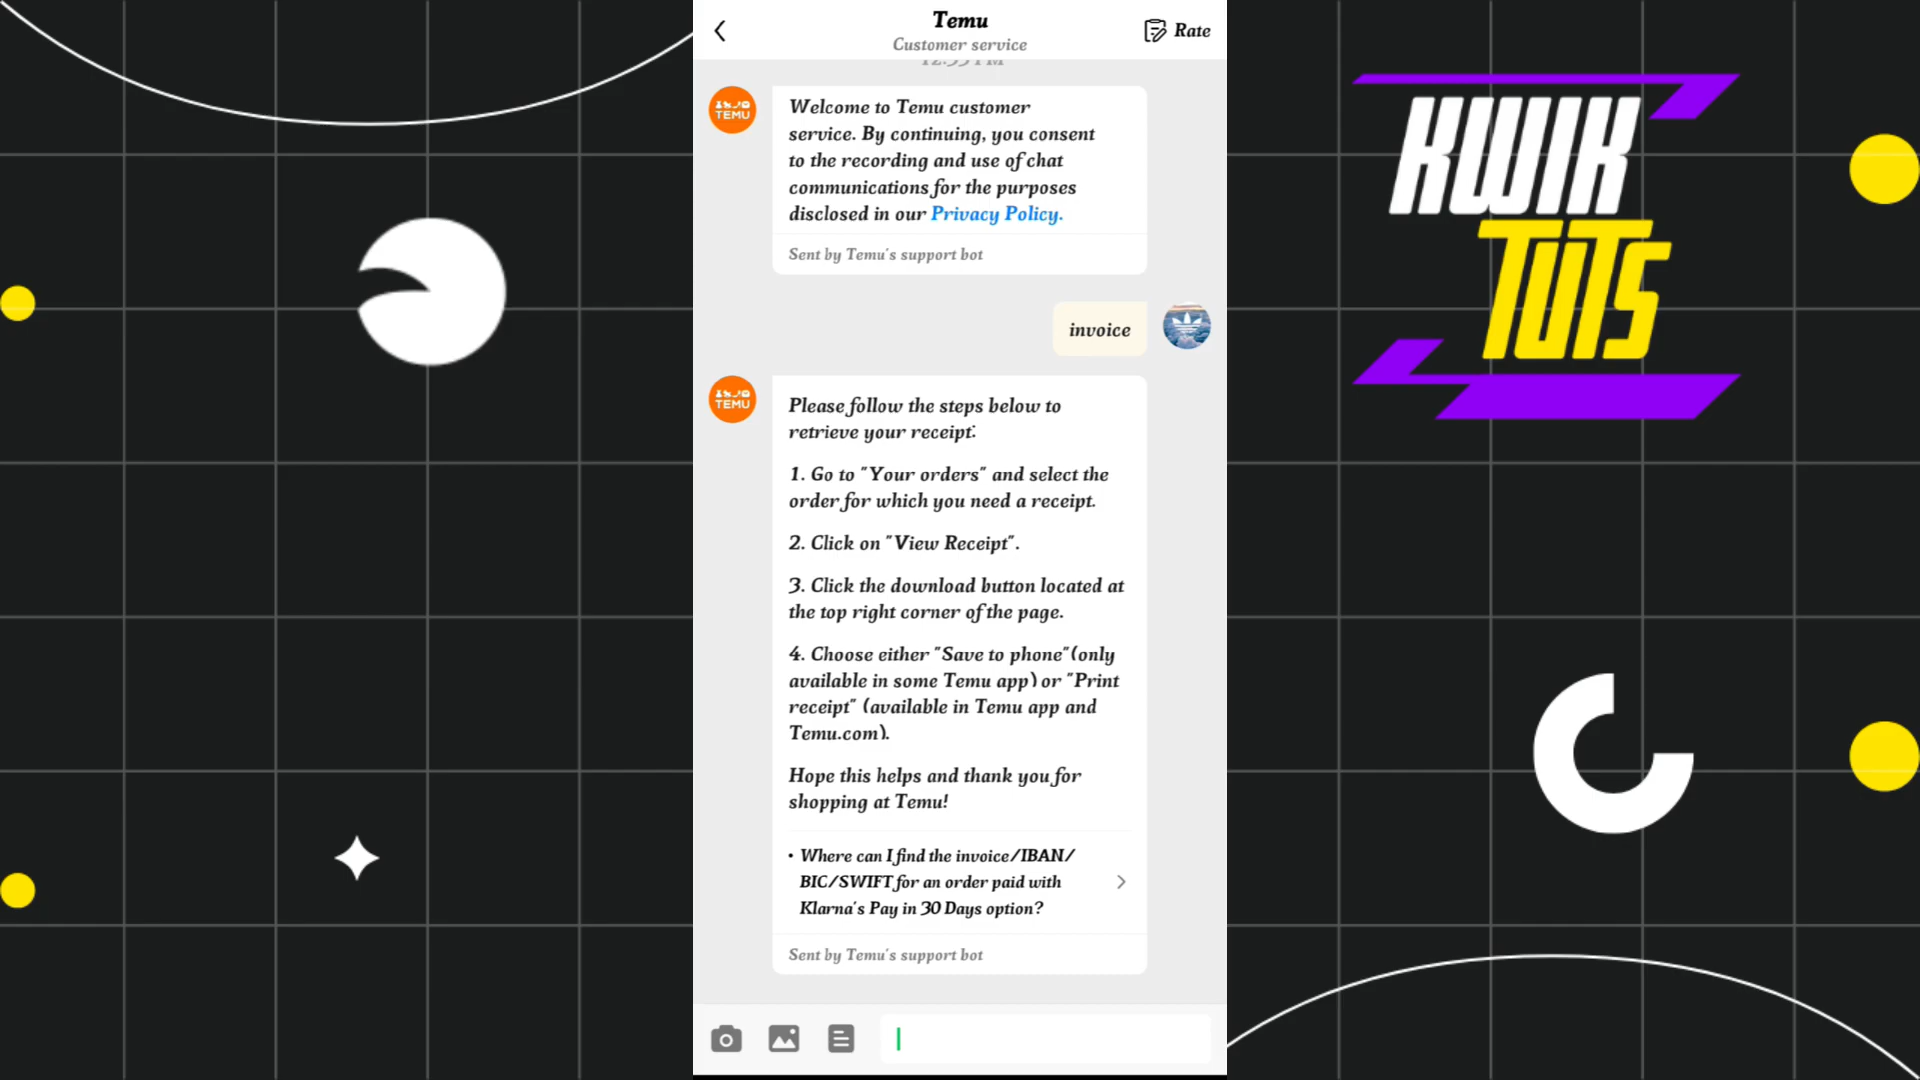 Temu
Customer service
Rate
TEMU
Welcome to Temu customer
service. By continuing, you consent
to the recording and use of chat
communications for the purposes
disclosed in our Privacy Policy.
Sent by Temu's support bot
invoice
TEMU
Please follow the steps below to
retrieve your receipt:
1. Go to "Your orders" and select the
order for which you need a receipt.
2. Click on "View Receipt".
3. Click the download button located at
the top right corner of the page.
4. Choose either "Save to phone"(only
available in some Temu app) or "Print
receipt" (available in Temu app and
Temu.com).
Hope this helps and thank you for
shopping at Temu!
• Where can I find the invoice/IBAN/
BIC/SWIFT for an order paid with
Klarna's Pay in 30 Days option?
Sent by Temu's support bot
KWIK
TUTS